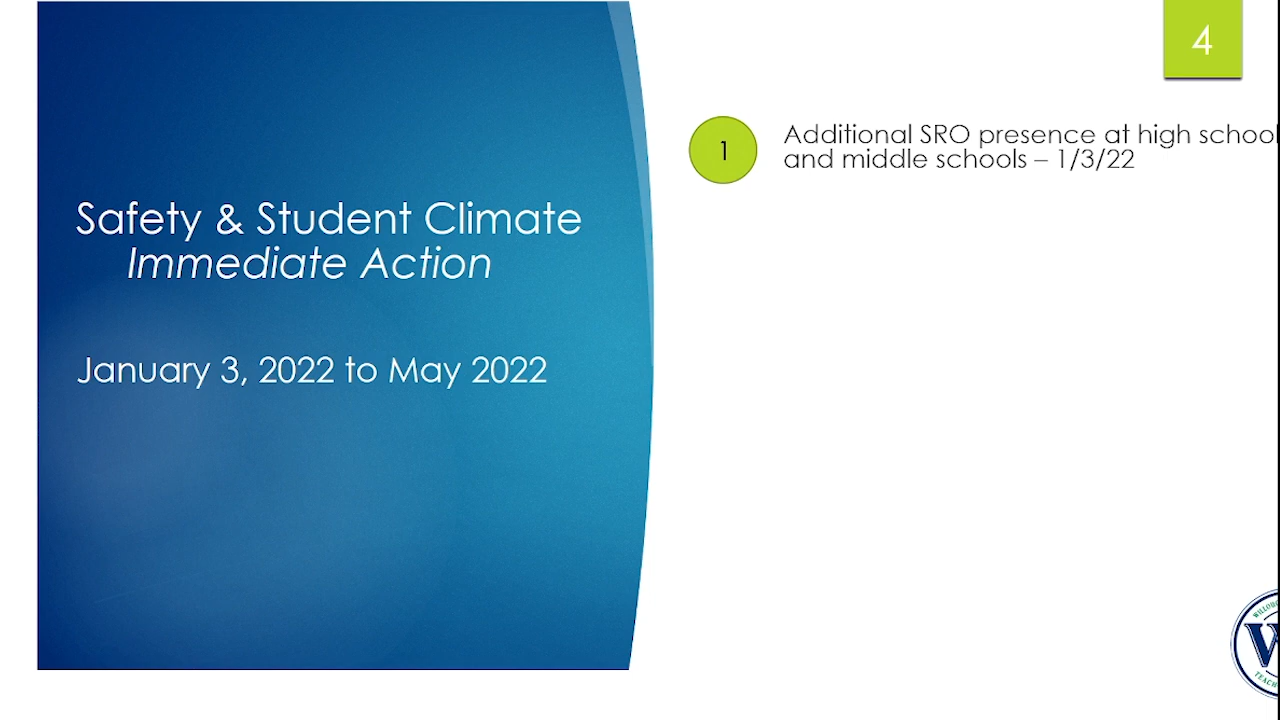 4
Safety & Student Climate
Immediate Action
January 3, 2022 to May 2022
1
Additional SRO presence at high school
and middle schools – 1/3/22
W